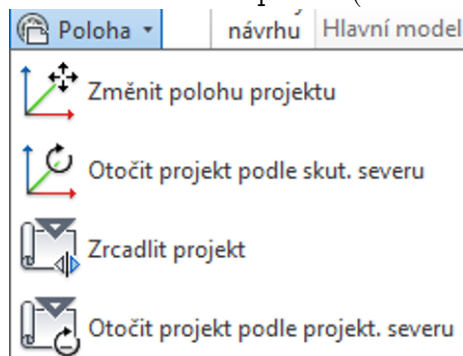 Poloha
návrhu
Hlavní model
Změnit polohu projektu
Otočit projekt podle skut. severu
Zrcadlit projekt
Otočit projekt podle projekt. severu